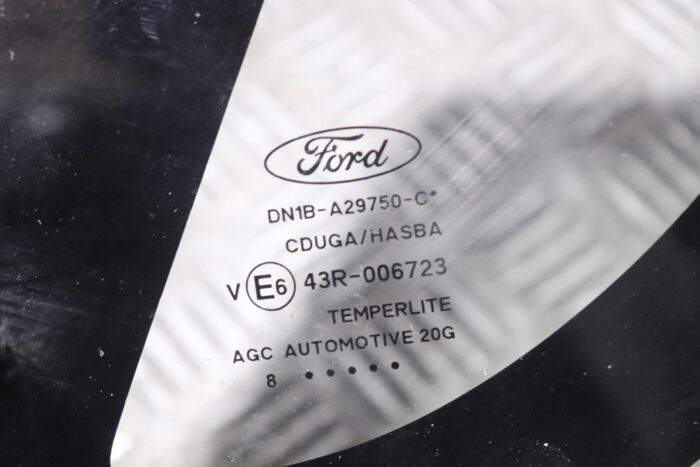 Ford
DN1B-A29750-C*
CDUGA/HASBA
V E6 43R-006723
TEMPERLITE
AGC AUTOMOTIVE 20G
8 • • • • •